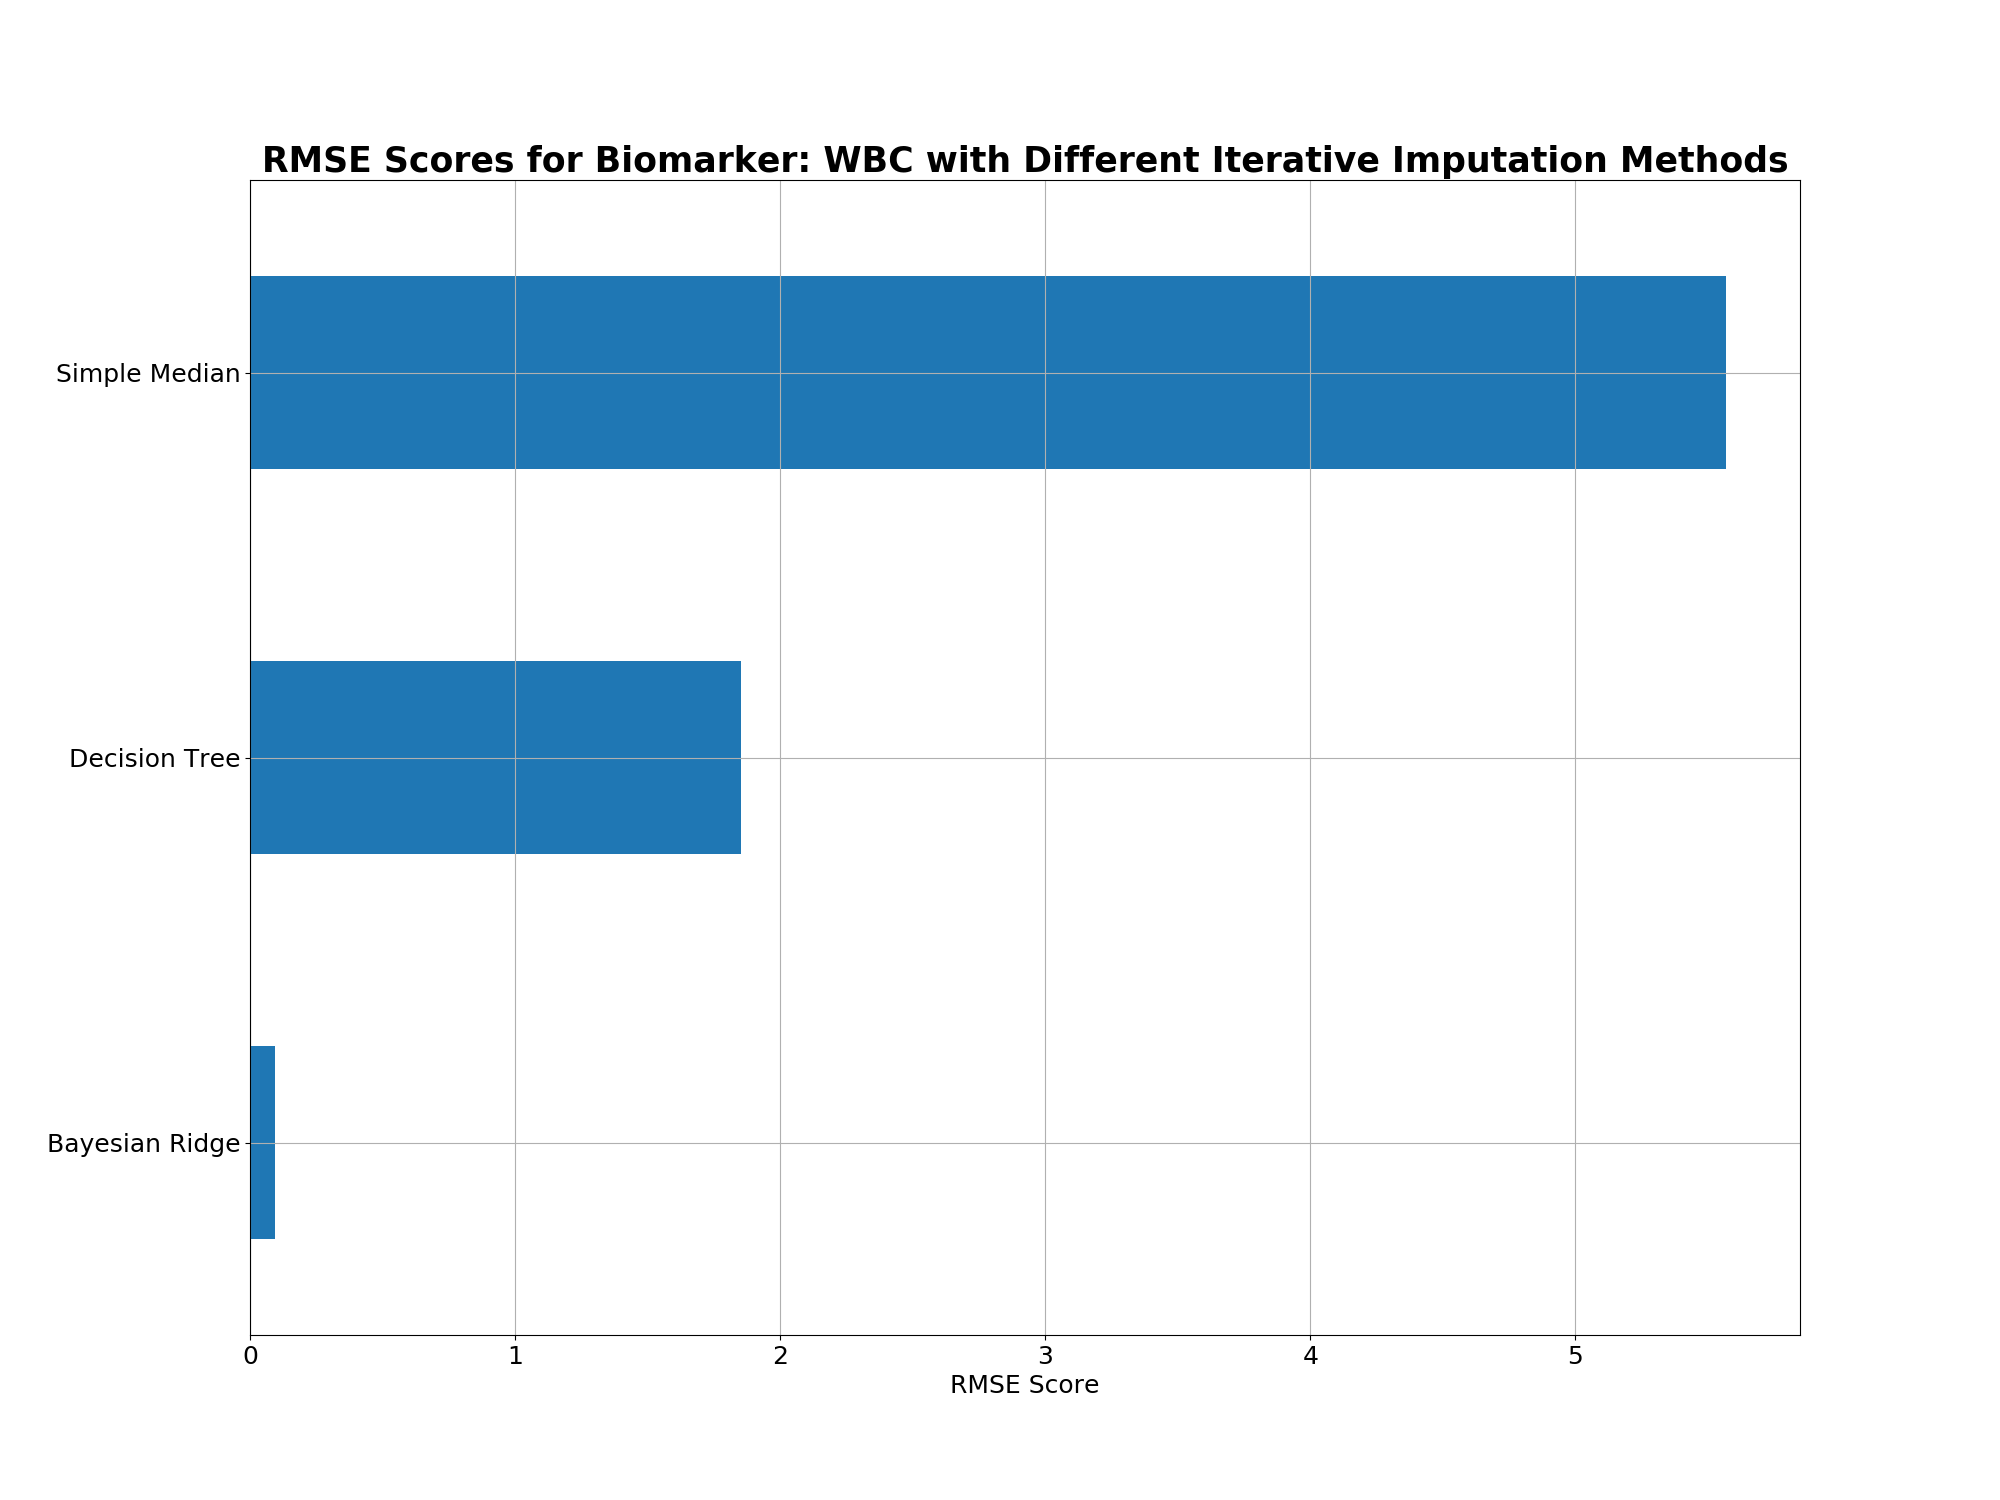 RMSE Scores for Biomarker: WBC with Different Iterative Imputation Methods
Simple Median
Decision Tree
Bayesian Ridge
0 1 2 3 4 5
RMSE Score